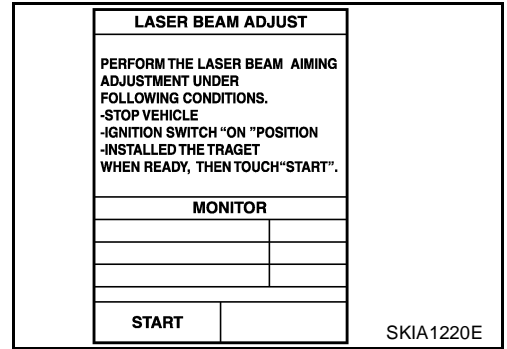 LASER BEAM ADJUST
PERFORM THE LASER BEAM AIMING
ADJUSTMENT UNDER
FOLLOWING CONDITIONS.
-STOP VEHICLE
-IGNITION SWITCH “ON ”POSITION
-INSTALLED THE TRAGET
WHEN READY, THEN TOUCH“START”.
MONITOR
START
SKIA1220E